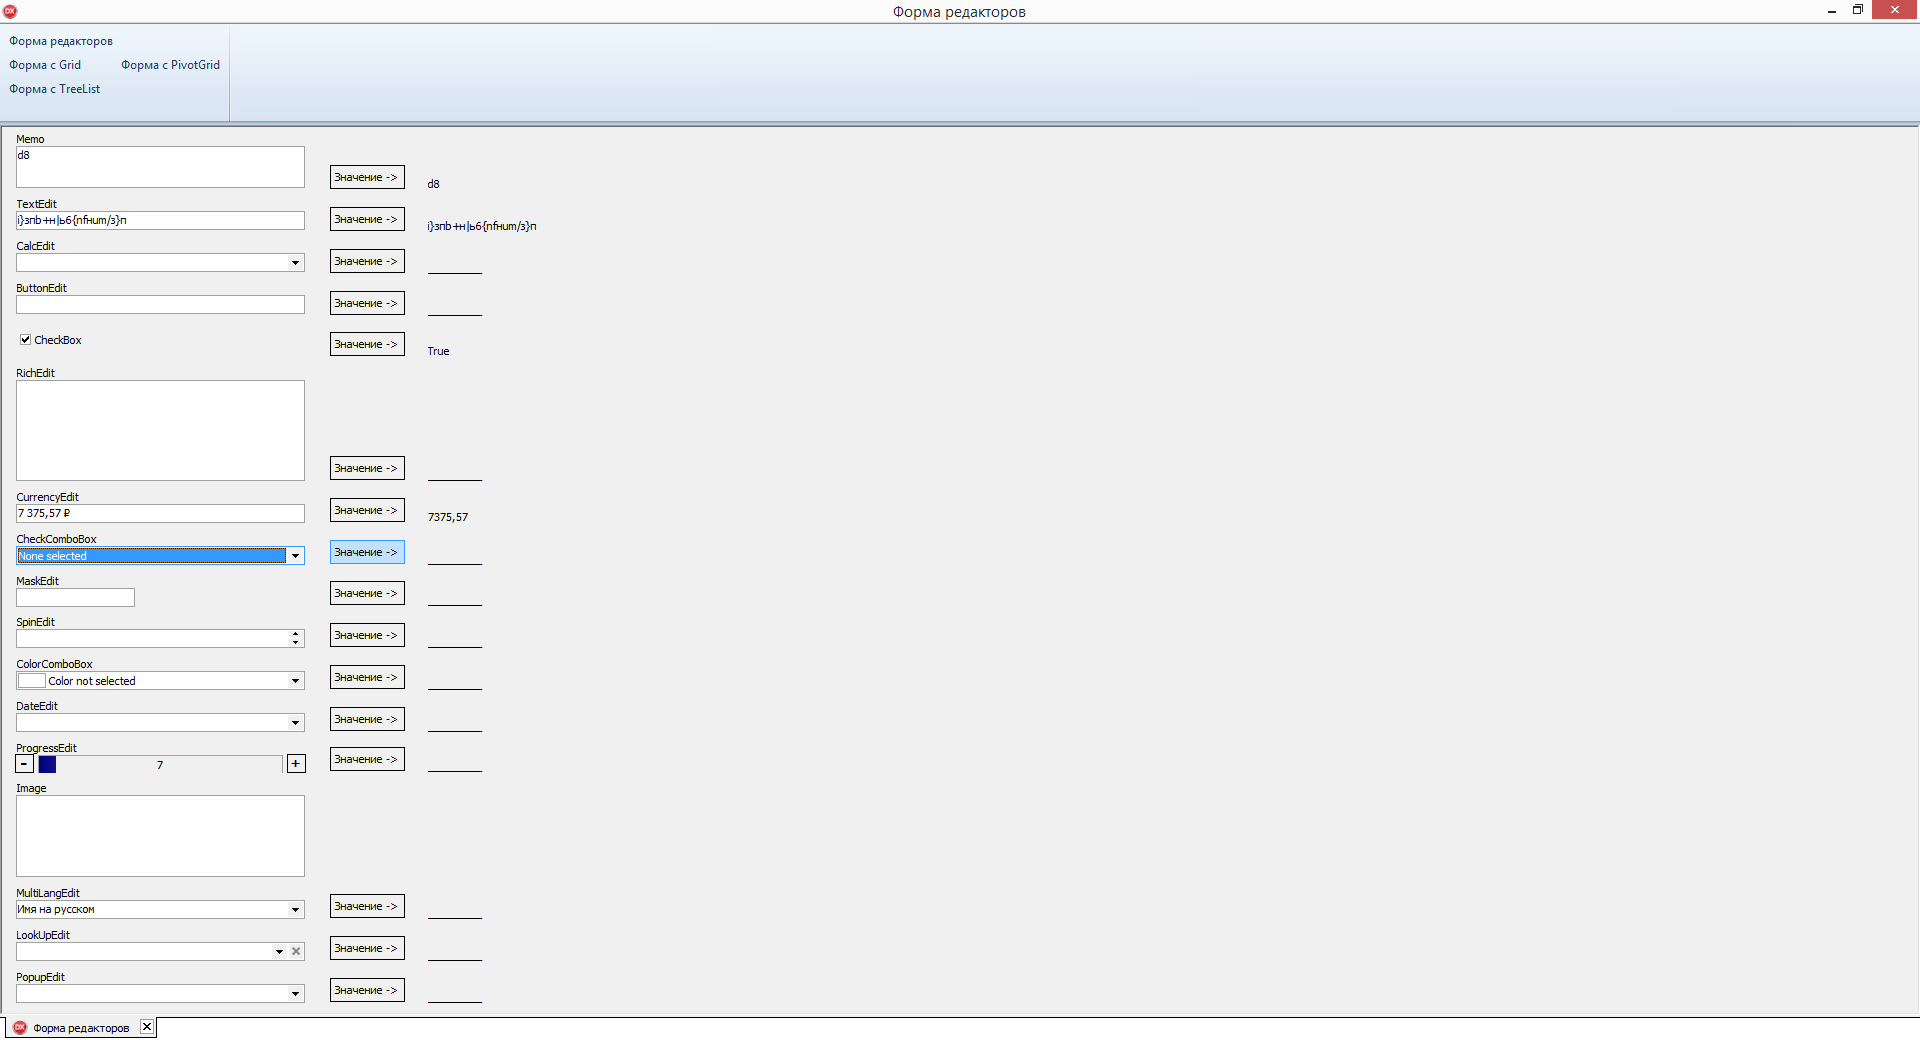 Форма редакторов
Форма редакторов
Форма с Grid Форма с PivotGrid
Форма с TreeList
Memo
d8
Значение ->
d8
TextEdit
i}зпb+н|ь6{nfнum/з}п
Значение ->
i}зпb+н|ь6{nfнum/з}п
CalcEdit
Значение ->
ButtonEdit
Значение ->
CheckBox
Значение ->
True
RichEdit
Значение ->
CurrencyEdit
7 375,57 ₽
Значение ->
7375,57
CheckComboBox
None selected
Значение ->
MaskEdit
Значение ->
SpinEdit
Значение ->
ColorComboBox
Color not selected
Значение ->
DateEdit
Значение ->
ProgressEdit
- 7 +
Значение ->
Image
MultiLangEdit
Имя на русском
Значение ->
LookUpEdit
Значение ->
PopupEdit
Значение ->
DX Форма редакторов